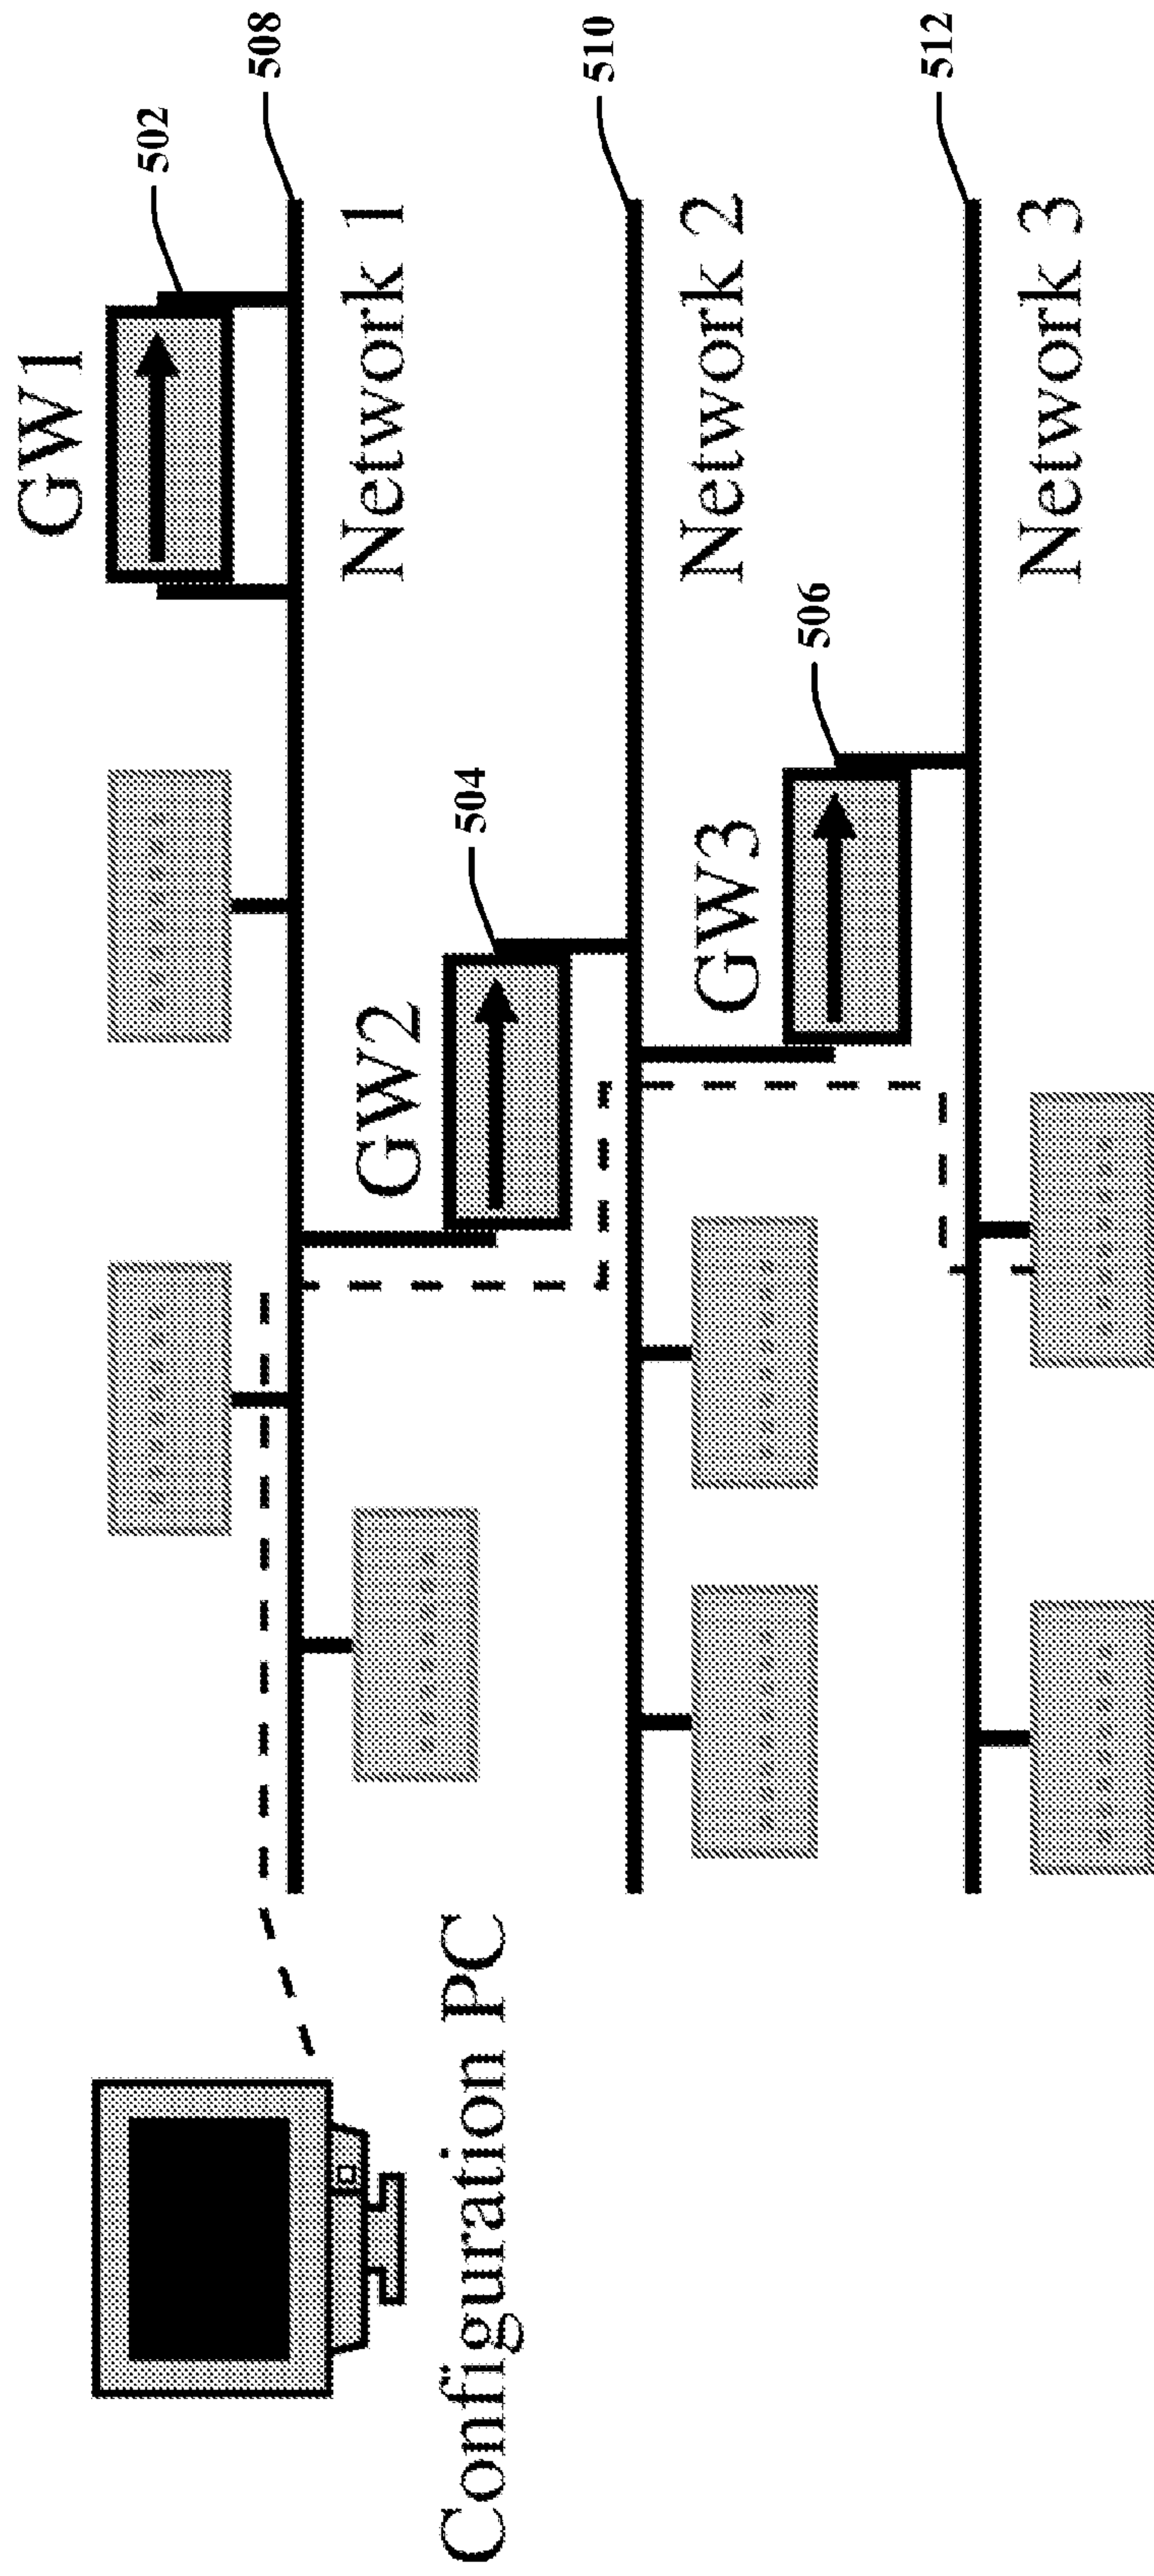 GW1
502
508
Network 1
GW2
504
510
Network 2
GW3
506
512
Network 3
Configuration PC